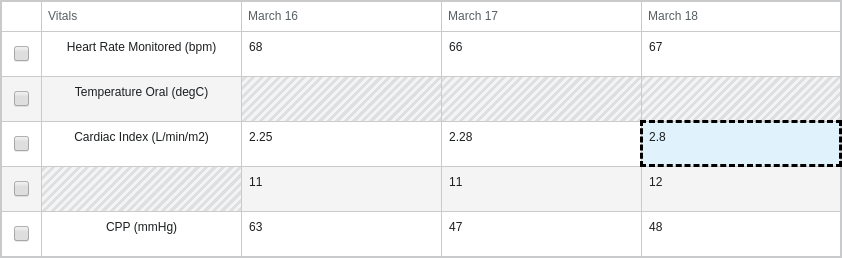 Vitals March 16 March 17 March 18
Heart Rate Monitored (bpm) 68 66 67
Temperature Oral (degC)
Cardiac Index (L/min/m2) 2.25 2.28 2.8
11 11 12
CPP (mmHg) 63 47 48